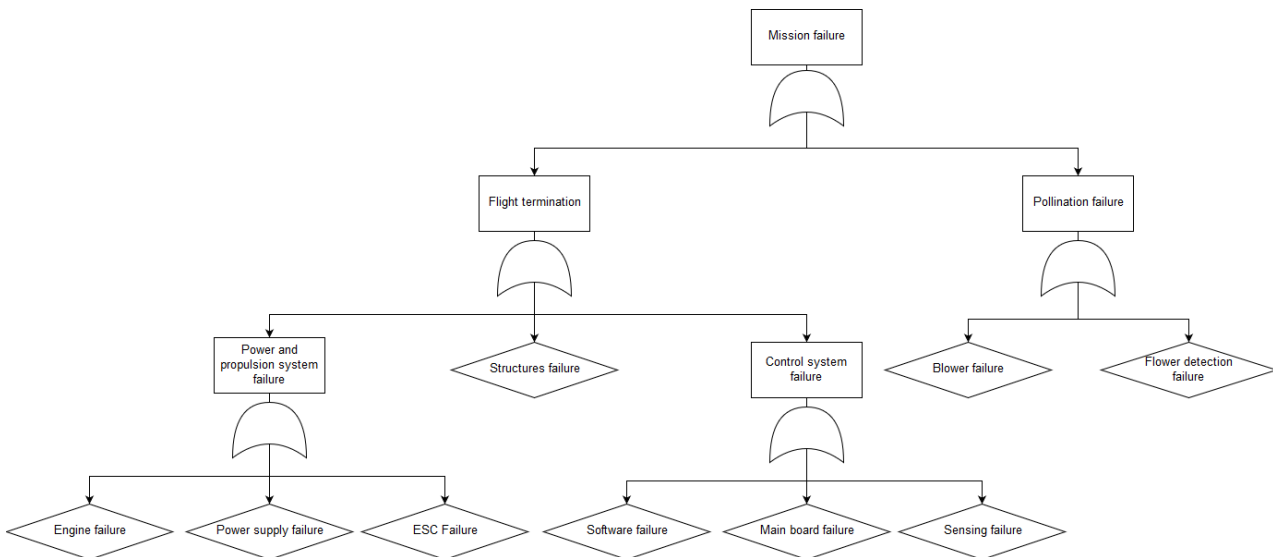 Mission failure
Flight termination
Pollination failure
Power and
propulsion system
failure
Structures failure
Control system
failure
Blower failure
Flower detection
failure
Engine failure
Power supply failure
ESC Failure
Software failure
Main board failure
Sensing failure